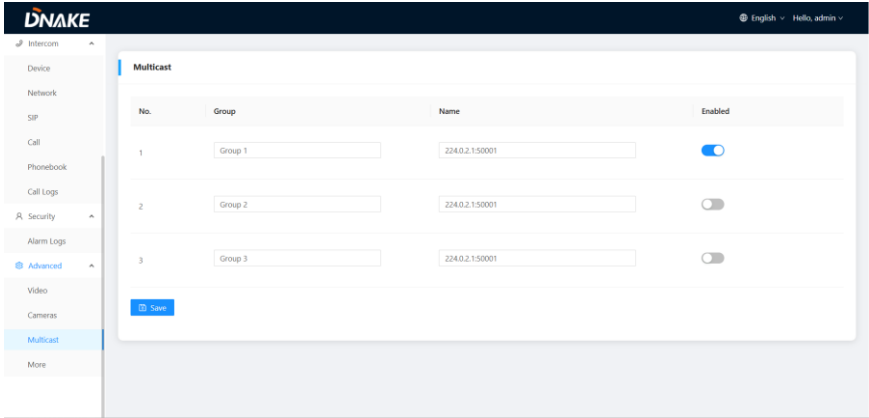 DNAKE
English
Hello, admin
Intercom
Device
Network
SIP
Call
Phonebook
Call Logs
Security
Alarm Logs
Advanced
Video
Cameras
Multicast
More
Multicast
No. Group Name Enabled
1 Group 1 224.0.2.1:50001
2 Group 2 224.0.2.1:50001
3 Group 3 224.0.2.1:50001
Save